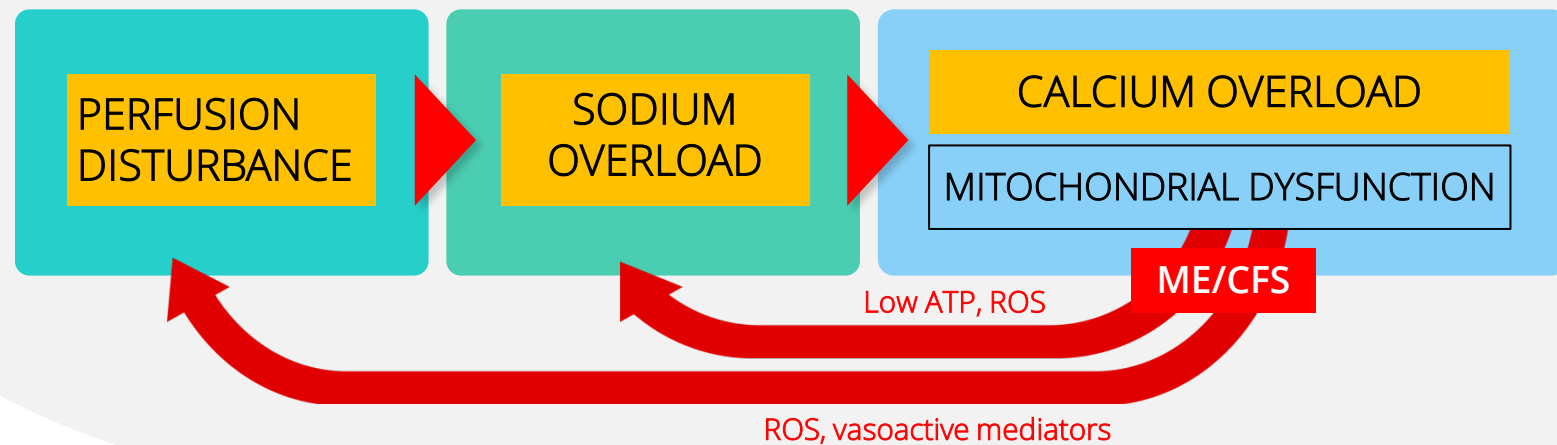 PERFUSION
DISTURBANCE
SODIUM
OVERLOAD
CALCIUM OVERLOAD
MITOCHONDRIAL DYSFUNCTION
ME/CFS
Low ATP, ROS
ROS, vasoactive mediators